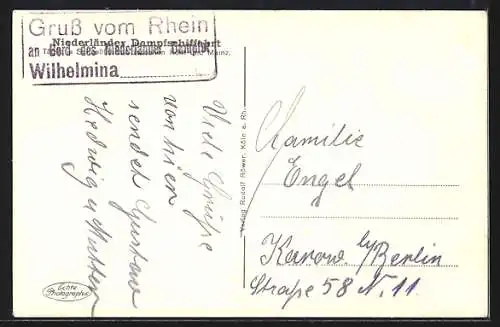 Gruß vom Rhein
Niederländer Dampfschiffahrt
an Bord des Niederländer Dampfer
Wilhelmina
Viele Grüße
von hier
sendet Gustav
Hedwig u Mutter
Echte
Photographie
Verlag Rudolf Röwer, Köln a. Rh.
Familie
Engel
Karow b/Berlin
Straße 58 N. 11